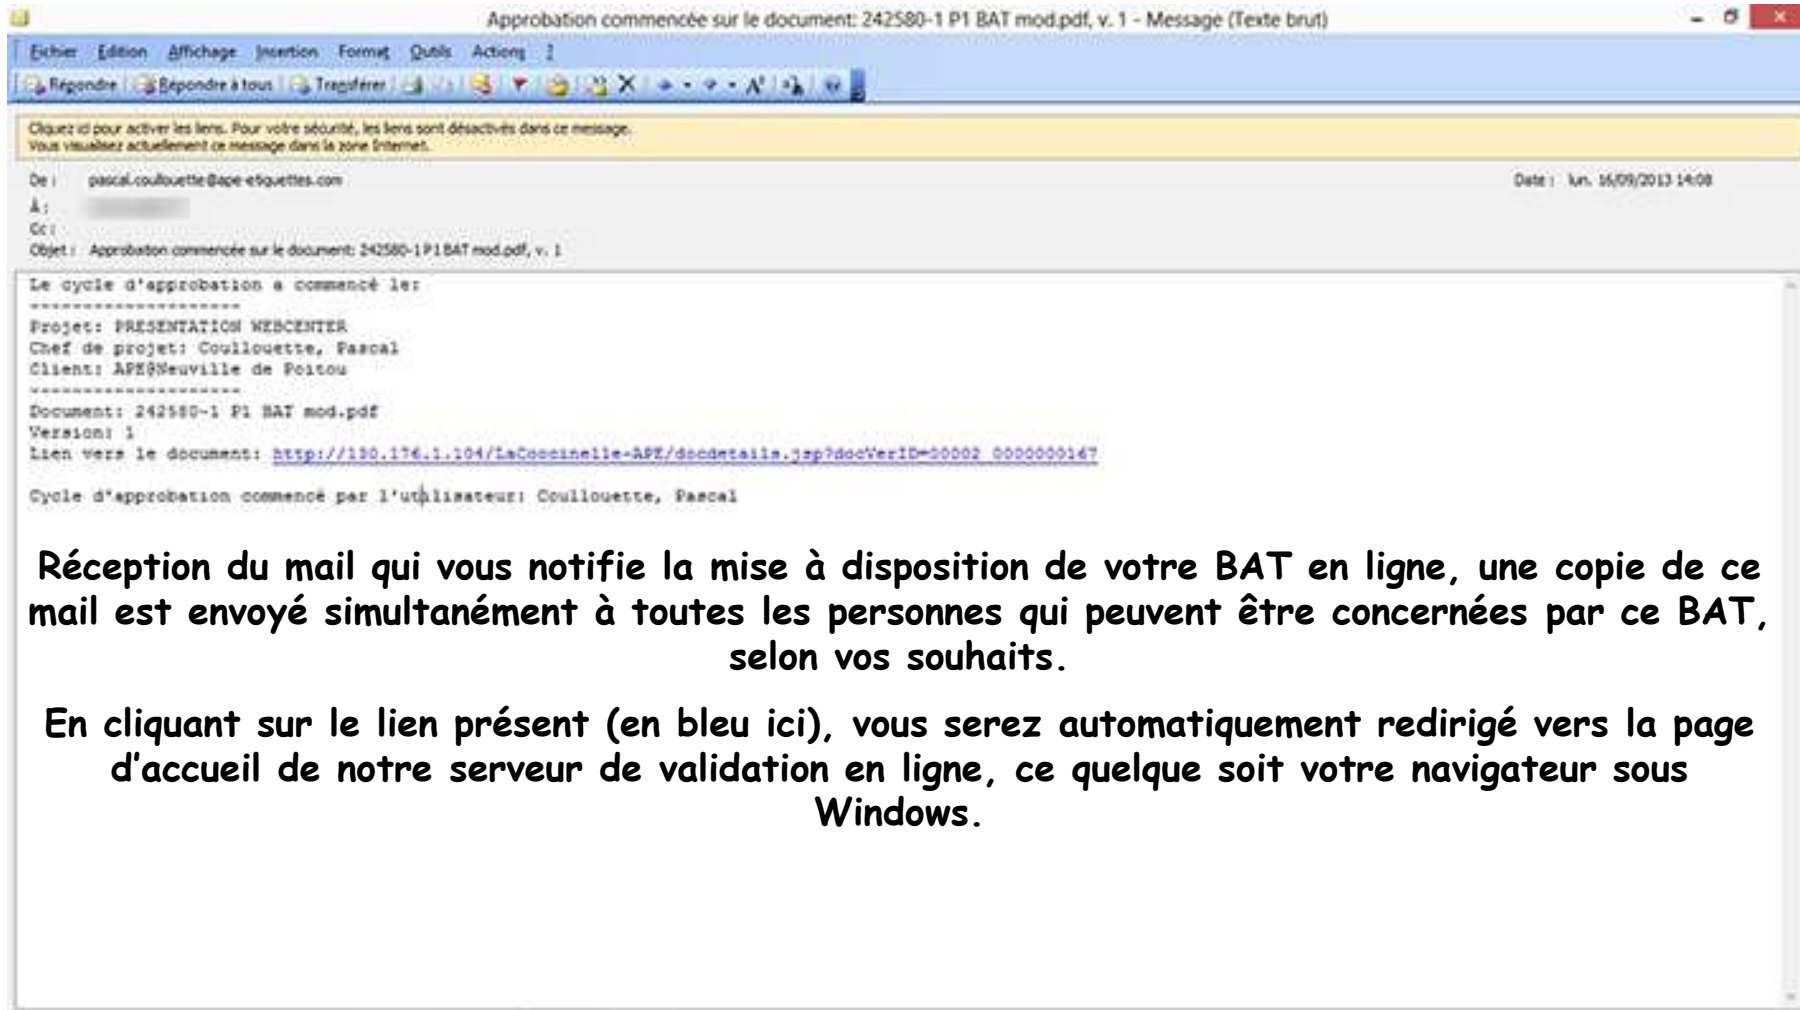 Approbation commencée sur le document: 242580-1 P1 BAT mod.pdf, v. 1 - Message (Texte brut)
Fichier Edition Affichage Insertion Format Outils Actions ?
Répondre Répondre à tous Transférer
Cliquez ici pour activer les liens. Pour votre sécurité, les liens sont désactivés dans ce message.
Vous visualisez actuellement ce message dans la zone Internet.
De : pascal.coullouette@ape-etiquettes.com Date : lun. 16/09/2013 14:08
À :
Cc :
Objet : Approbation commencée sur le document: 242580-1 P1 BAT mod.pdf, v. 1
Le cycle d'approbation a commencé le:
--------------------
Projet: PRESENTATION WEBCENTER
Chef de projet: Coullouette, Pascal
Client: APE@Neuville de Poitou
--------------------
Document: 242580-1 P1 BAT mod.pdf
Version: 1
Lien vers le document: http://130.176.1.104/LaCoccinelle-APE/docdetails.jsp?docVerID=00002_0000000167
Cycle d'approbation commencé par l'utilisateur: Coullouette, Pascal
Réception du mail qui vous notifie la mise à disposition de votre BAT en ligne, une copie de ce
mail est envoyé simultanément à toutes les personnes qui peuvent être concernées par ce BAT,
selon vos souhaits.
En cliquant sur le lien présent (en bleu ici), vous serez automatiquement redirigé vers la page
d'accueil de notre serveur de validation en ligne, ce quelque soit votre navigateur sous
Windows.